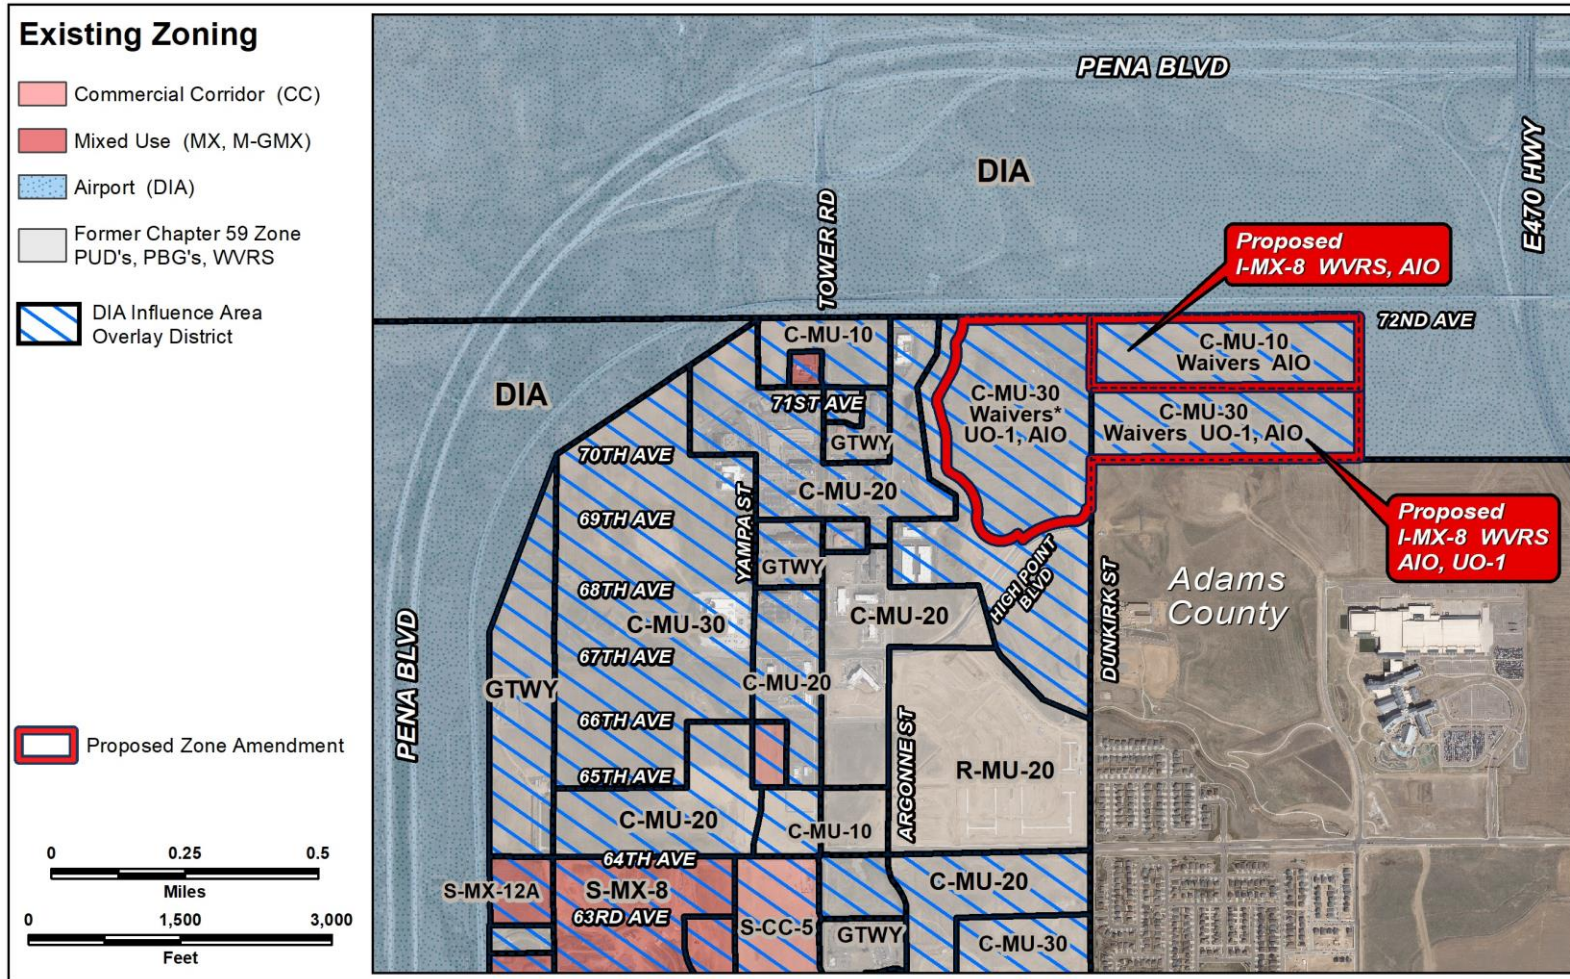 Existing Zoning
Commercial Corridor (CC)
Mixed Use (MX, M-GMX)
Airport (DIA)
Former Chapter 59 Zone
PUD's, PBG's, WVRS
DIA Influence Area
Overlay District
Proposed Zone Amendment
0 0.25 0.5
Miles
0 1,500 3,000
Feet
PENA BLVD
DIA
TOWER RD
E470 HWY
Proposed
I-MX-8 WVRS, AIO
72ND AVE
C-MU-10
C-MU-10
Waivers AIO
DIA
71ST AVE
C-MU-30
Waivers*
UO-1, AIO
C-MU-30
Waivers UO-1, AIO
GTWY
70TH AVE
C-MU-20
YAMPA ST
69TH AVE
Proposed
I-MX-8 WVRS
AIO, UO-1
GTWY
68TH AVE
HIGH POINT
BLVD
Adams
County
C-MU-30
C-MU-20
DUNKIRK ST
PENA BLVD
67TH AVE
GTWY
C-MU-20
66TH AVE
ARGONNE ST
65TH AVE
R-MU-20
C-MU-20
C-MU-10
64TH AVE
S-MX-12A
S-MX-8
C-MU-20
63RD AVE
S-CC-5
GTWY
C-MU-30